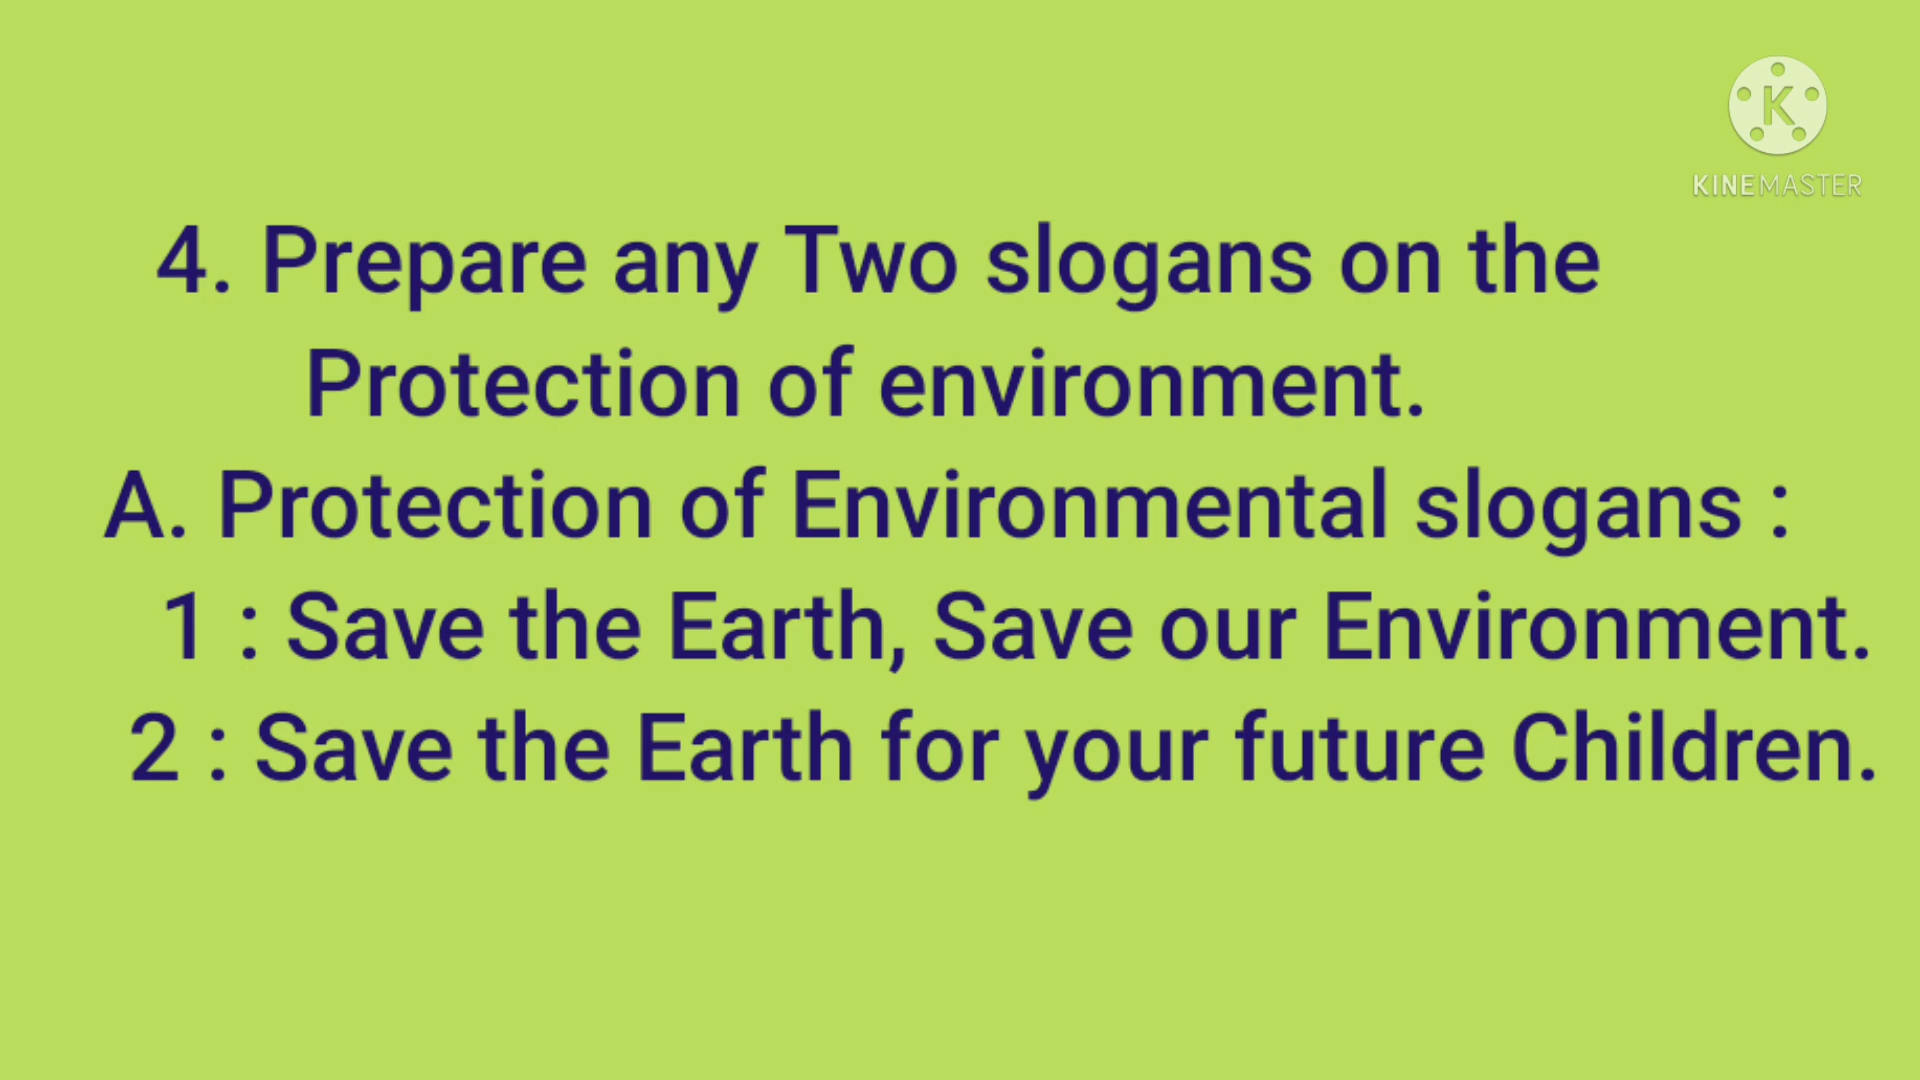 K
KINEMASTER
4. Prepare any Two slogans on the
Protection of environment.
A. Protection of Environmental slogans :
1 : Save the Earth, Save our Environment.
2 : Save the Earth for your future Children.